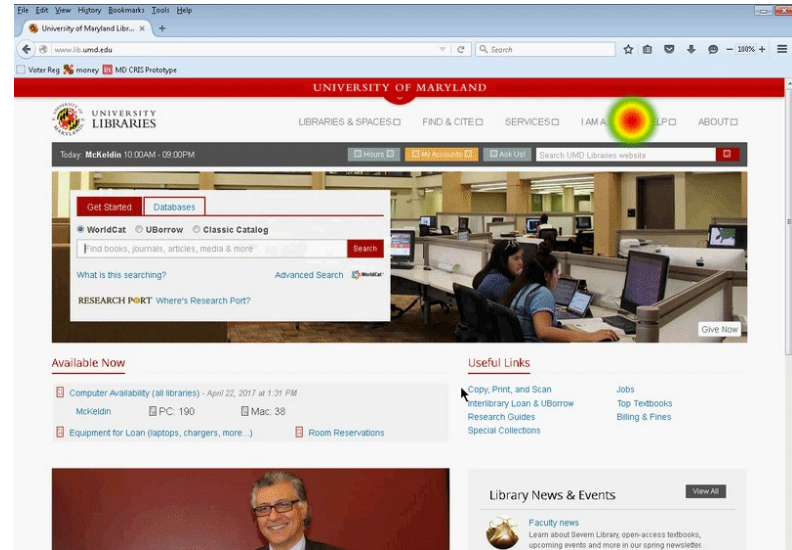 File Edit View History Bookmarks Tools Help
University of Maryland Libr... × +
www.lib.umd.edu
Search
100%
Voter Reg money MD CRIS Prototype
UNIVERSITY OF MARYLAND
UNIVERSITY
LIBRARIES
LIBRARIES & SPACES FIND & CITE SERVICES I AM A LP ABOUT
Today: McKeldin 10:00AM - 09:00PM
Hours My Accounts Ask Us! Search UMD Libraries website
Get Started Databases
WorldCat UBorrow Classic Catalog
Find books, journals, articles, media & more Search
What is this searching? Advanced Search WorldCat
RESEARCH PORT Where's Research Port?
Give Now
Available Now
Computer Availability (all libraries) - April 22, 2017 at 1:31 PM
McKeldin PC: 190 Mac: 38
Equipment for Loan (laptops, chargers, more...) Room Reservations
Useful Links
Copy, Print, and Scan Jobs
Interlibrary Loan & UBorrow Top Textbooks
Research Guides Billing & Fines
Special Collections
Library News & Events View All
Faculty news
Learn about Severn Library, open-access textbooks,
upcoming events and more in our spring newsletter.